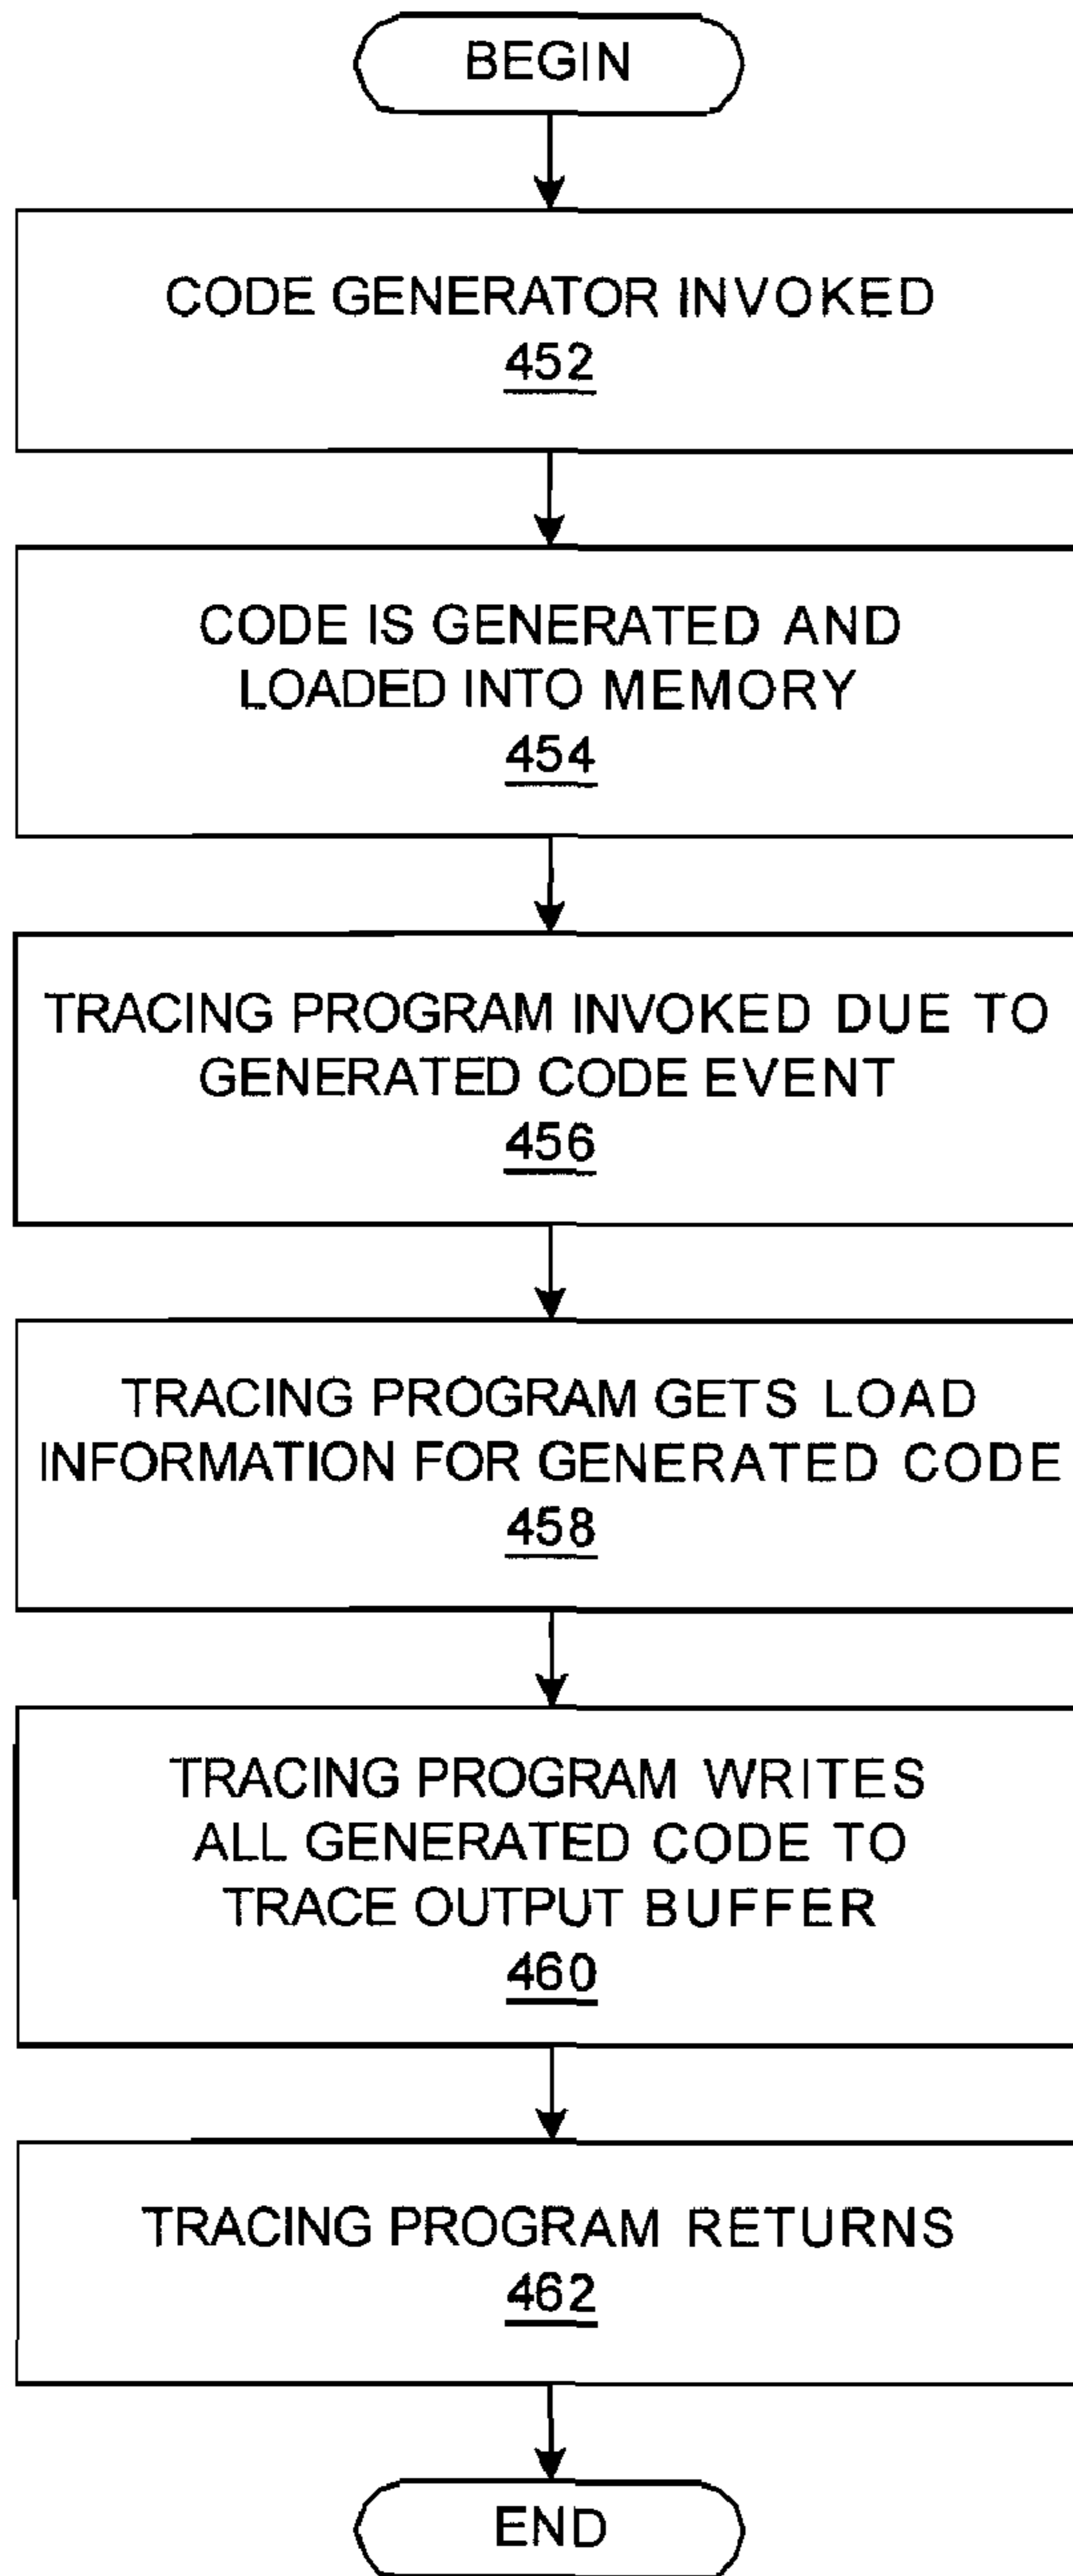 BEGIN
CODE GENERATOR INVOKED
452
CODE IS GENERATED AND
LOADED INTO MEMORY
454
TRACING PROGRAM INVOKED DUE TO
GENERATED CODE EVENT
456
TRACING PROGRAM GETS LOAD
INFORMATION FOR GENERATED CODE
458
TRACING PROGRAM WRITES
ALL GENERATED CODE TO
TRACE OUTPUT BUFFER
460
TRACING PROGRAM RETURNS
462
END